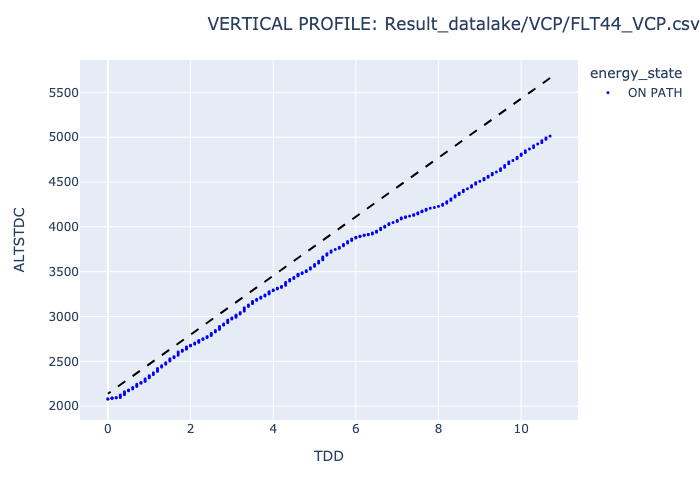 VERTICAL PROFILE: Result_datalake/VCP/FLT44_VCP.csv
energy_state
ON PATH
5500
5000
4500
4000
3500
3000
2500
2000
ALTSTDC
0 2 4 6 8 10
TDD